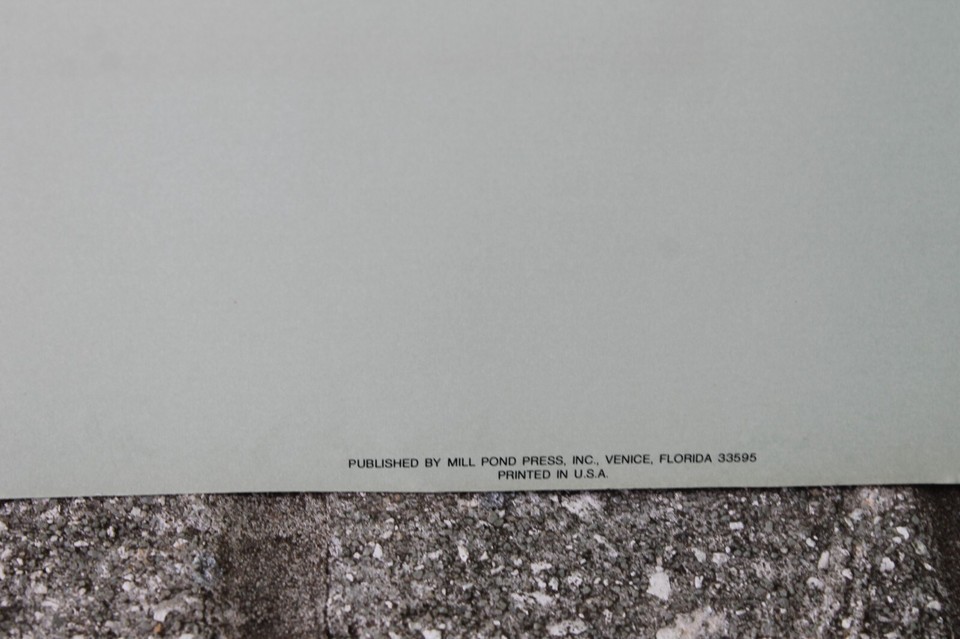 PUBLISHED BY MILL POND PRESS, INC., VENICE, FLORIDA 33595
PRINTED IN U.S.A.